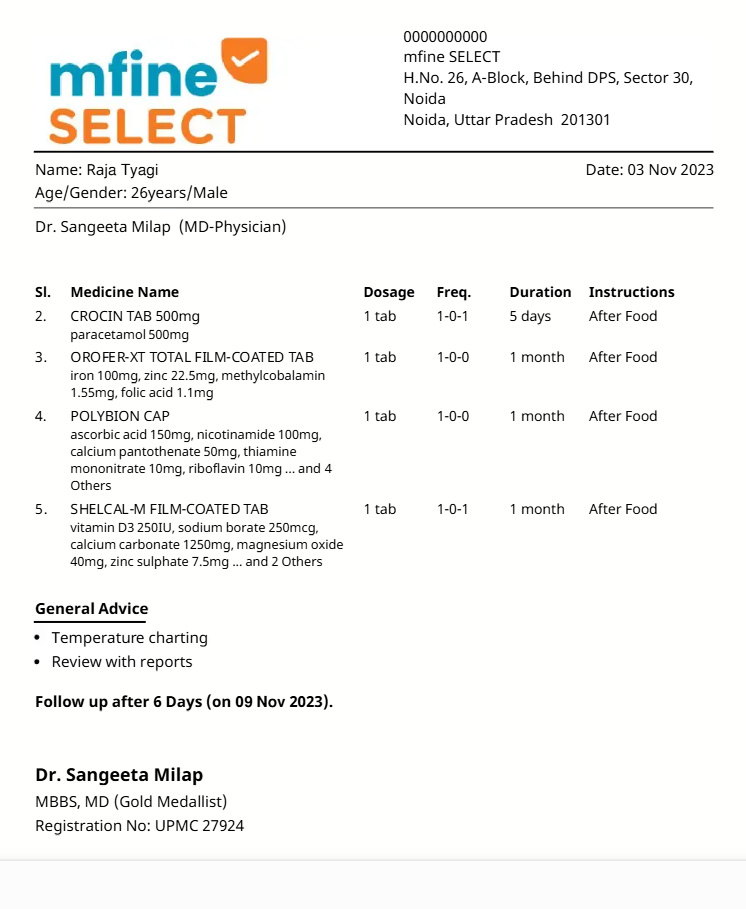 mfine
SELECT
0000000000
mfine SELECT
H.No. 26, A-Block, Behind DPS, Sector 30,
Noida
Noida, Uttar Pradesh 201301
Name: Raja Tyagi
Date: 03 Nov 2023
Age/Gender: 26years/Male
Dr. Sangeeta Milap (MD-Physician)
Sl. Medicine Name Dosage Freq. Duration Instructions
2. CROCIN TAB 500mg 1 tab 1-0-1 5 days After Food
paracetamol 500mg
3. OROFER-XT TOTAL FILM-COATED TAB 1 tab 1-0-0 1 month After Food
iron 100mg, zinc 22.5mg, methylcobalamin
1.55mg, folic acid 1.1mg
4. POLYBION CAP 1 tab 1-0-0 1 month After Food
ascorbic acid 150mg, nicotinamide 100mg,
calcium pantothenate 50mg, thiamine
mononitrate 10mg, riboflavin 10mg ... and 4
Others
5. SHELCAL-M FILM-COATED TAB 1 tab 1-0-1 1 month After Food
vitamin D3 250IU, sodium borate 250mcg,
calcium carbonate 1250mg, magnesium oxide
40mg, zinc sulphate 7.5mg ... and 2 Others
General Advice
• Temperature charting
• Review with reports
Follow up after 6 Days (on 09 Nov 2023).
Dr. Sangeeta Milap
MBBS, MD (Gold Medallist)
Registration No: UPMC 27924